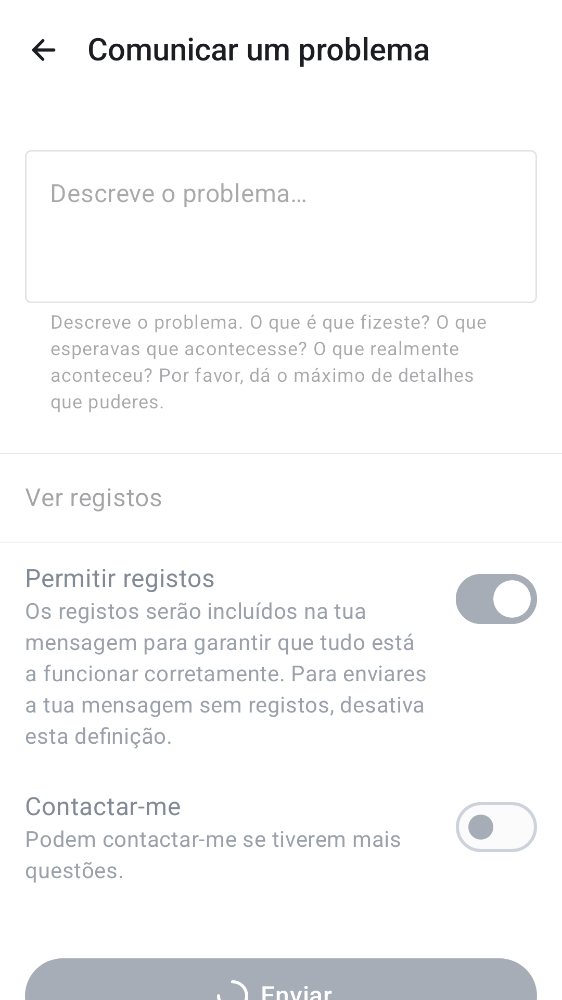 Comunicar um problema
Descreve o problema…
Descreve o problema. O que é que fizeste? O que
esperavas que acontecesse? O que realmente
aconteceu? Por favor, dá o máximo de detalhes
que puderes.
Ver registos
Permitir registos
Os registos serão incluídos na tua
mensagem para garantir que tudo está
a funcionar corretamente. Para enviares
a tua mensagem sem registos, desativa
esta definição.
Contactar-me
Podem contactar-me se tiverem mais
questões.
Enviar